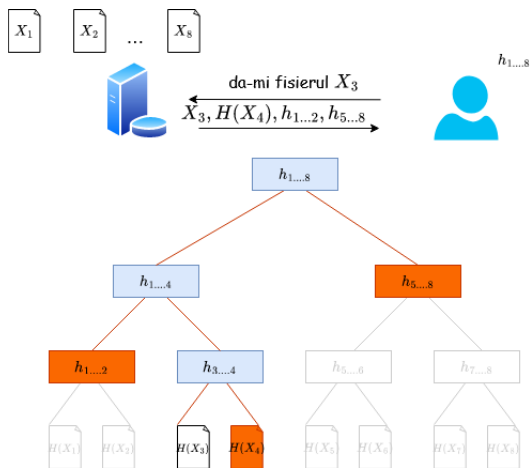 X₁ X₂ ... X₈
h₁...₈
da-mi fisierul X₃
X₃, H(X₄), h₁...₂, h₅...₈
h₁....₈
h₁....₄ h₅....₈
h₁....₂ h₃....₄ h₅....₆ h₇....₈
H(X₁) H(X₂) H(X₃) H(X₄) H(X₅) H(X₆) H(X₇) H(X₈)